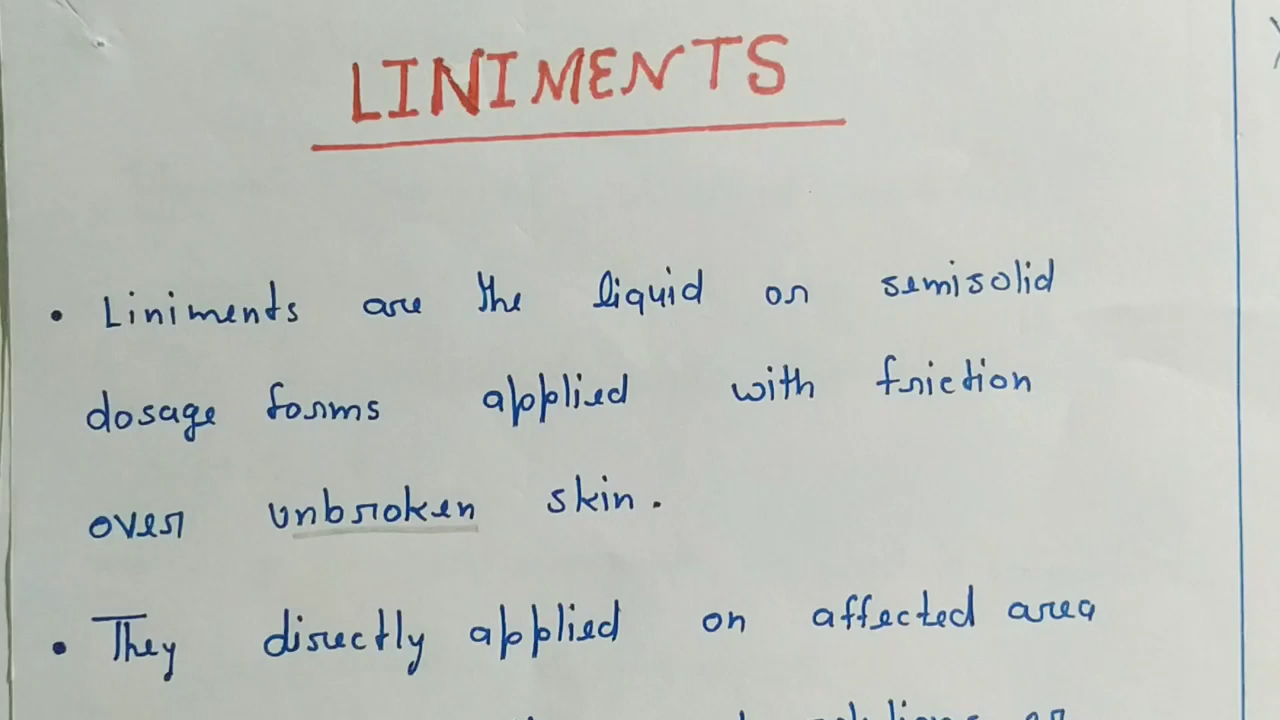 LINIMENTS
• Liniments are the liquid or semisolid
dosage forms applied with friction
over unbroken skin.
• They directly applied on affected area